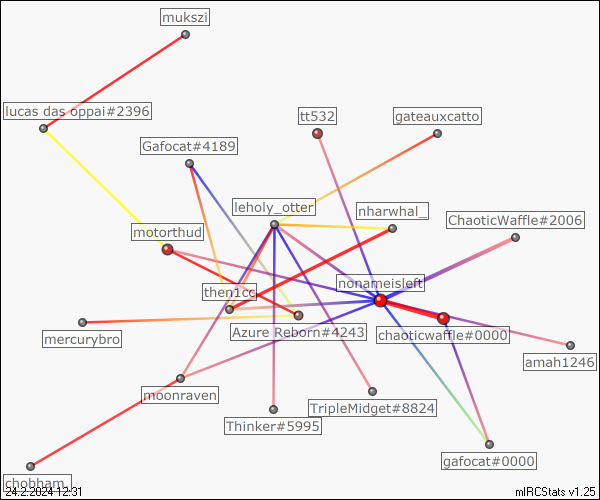 mukszi
lucas das oppai#2396
tt532
gateauxcatto
Gafocat#4189
leholy_otter
nharwhal_
ChaoticWaffle#2006
motorthud
nonameisleft
then1cc
Azure Reborn#4243
chaoticwaffle#0000
mercurybro
amah1246
moonraven
TripleMidget#8824
Thinker#5995
gafocat#0000
chobham_
24.2.2024 12:31
mIRCStats v1.25